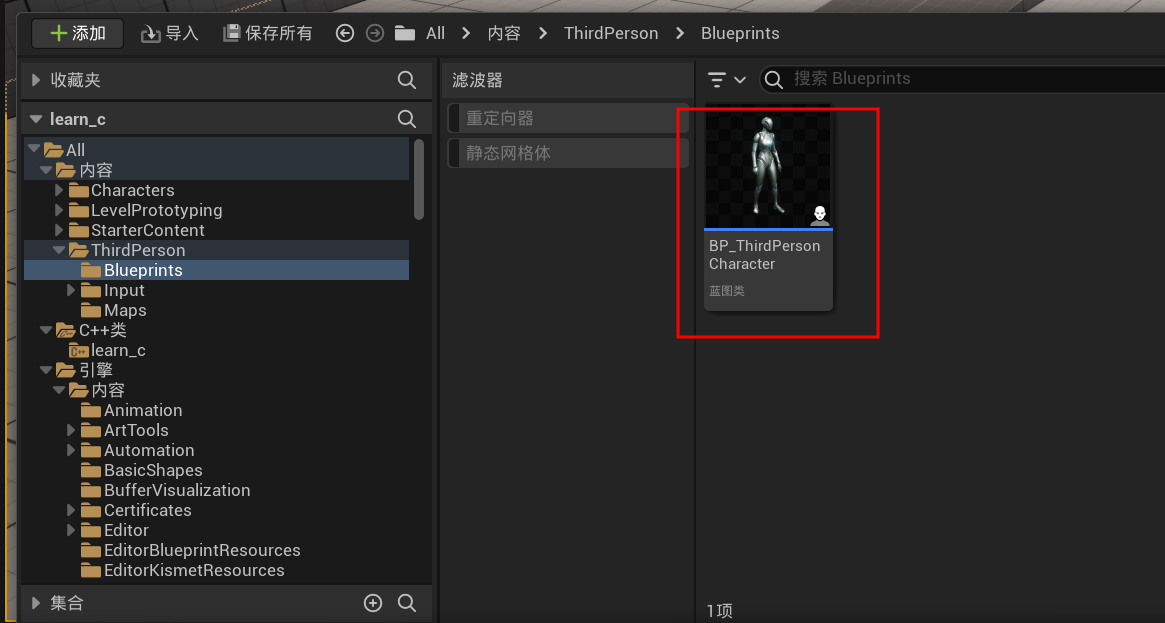 添加 导入 保存所有 All 内容 ThirdPerson Blueprints
收藏夹
learn_c
All
内容
Characters
LevelPrototyping
StarterContent
ThirdPerson
Blueprints
Input
Maps
C++类
C++ learn_c
引擎
内容
Animation
ArtTools
Automation
BasicShapes
BufferVisualization
Certificates
Editor
EditorBlueprintResources
EditorKismetResources
集合
滤波器
重定向器
静态网格体
搜索 Blueprints
BP_ThirdPerson
Character
蓝图类
1项